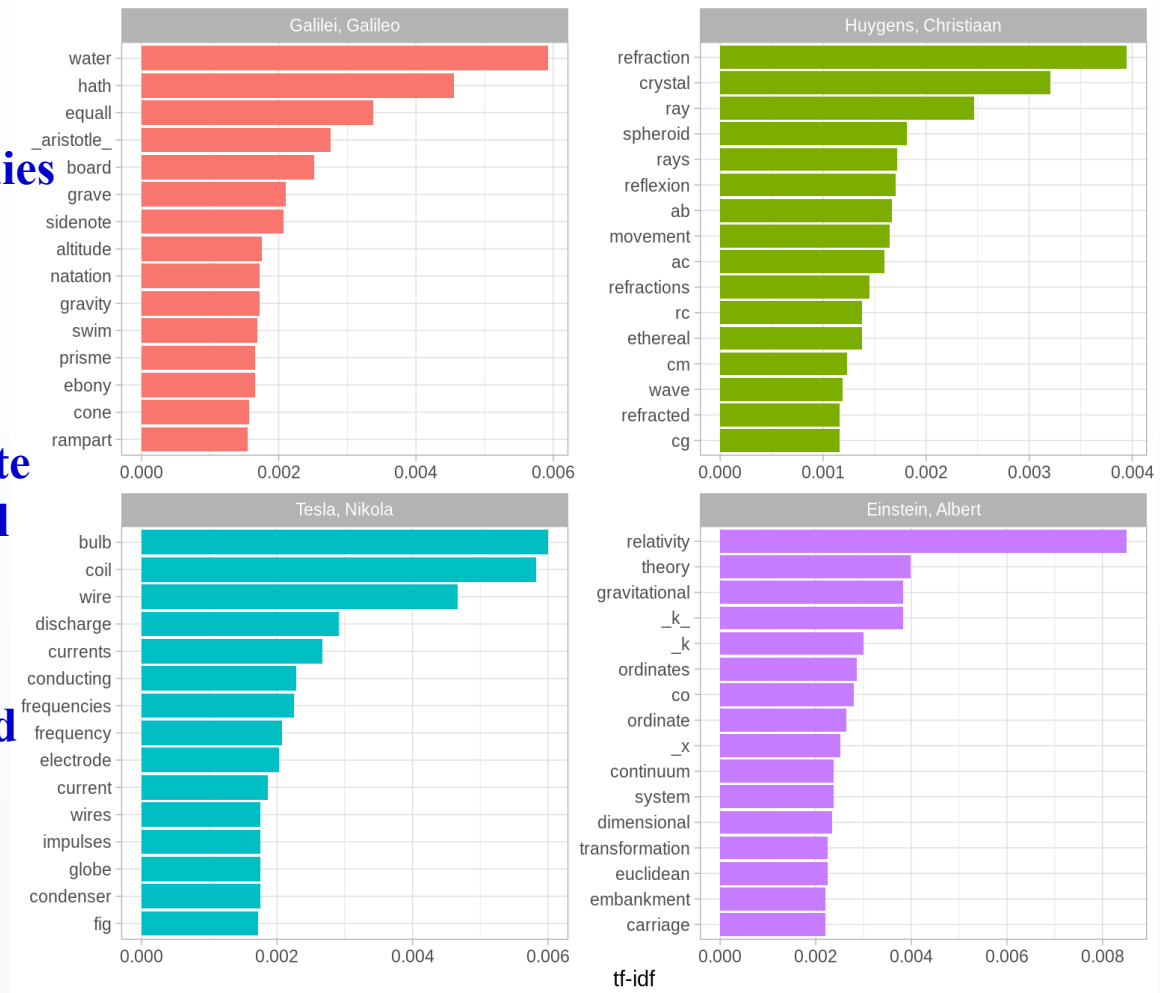 Galilei, Galileo
water
hath
equall
_aristotle_
board
grave
sidenote
altitude
natation
gravity
swim
prisme
ebony
cone
rampart
0.000 0.002 0.004 0.006
Huygens, Christiaan
refraction
crystal
ray
spheroid
rays
reflexion
ab
movement
ac
refractions
rc
ethereal
cm
wave
refracted
cg
0.000 0.001 0.002 0.003 0.004
Tesla, Nikola
bulb
coil
wire
discharge
currents
conducting
frequencies
frequency
electrode
current
wires
impulses
globe
condenser
fig
0.000 0.002 0.004 0.006
Einstein, Albert
relativity
theory
gravitational
_k_
_k
ordinates
co
ordinate
_x
continuum
system
dimensional
transformation
euclidean
embankment
carriage
0.000 0.002 0.004 0.006 0.008
tf-idf